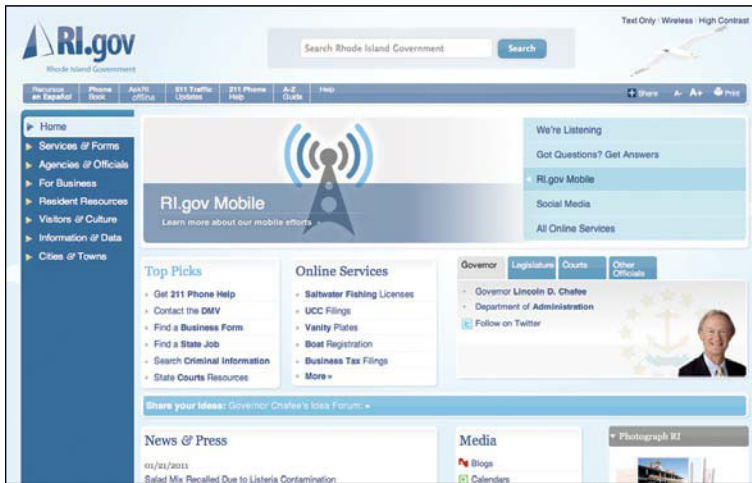 Text Only | Wireless | High Contrast
RI.gov
Rhode Island Government
Search Rhode Island Government
Search
Recursos en Español
Phone Book
AskRI offline
511 Traffic Updates
211 Phone Help
A-Z Guide
Help
Share
A-
A+
Print
Home
Services & Forms
Agencies & Officials
For Business
Resident Resources
Visitors & Culture
Information & Data
Cities & Towns
RI.gov Mobile
Learn more about our mobile efforts »
We're Listening
Got Questions? Get Answers
RI.gov Mobile
Social Media
All Online Services
Top Picks
Get 211 Phone Help
Contact the DMV
Find a Business Form
Find a State Job
Search Criminal Information
State Courts Resources
Online Services
Saltwater Fishing Licenses
UCC Filings
Vanity Plates
Boat Registration
Business Tax Filings
More »
Governor
Legislature
Courts
Other Officials
Governor Lincoln D. Chafee
Department of Administration
Follow on Twitter
Share your Ideas: Governor Chafee's Idea Forum. »
News & Press
01/21/2011
Salad Mix Recalled Due to Listeria Contamination
Media
Blogs
Calendars
Photograph RI